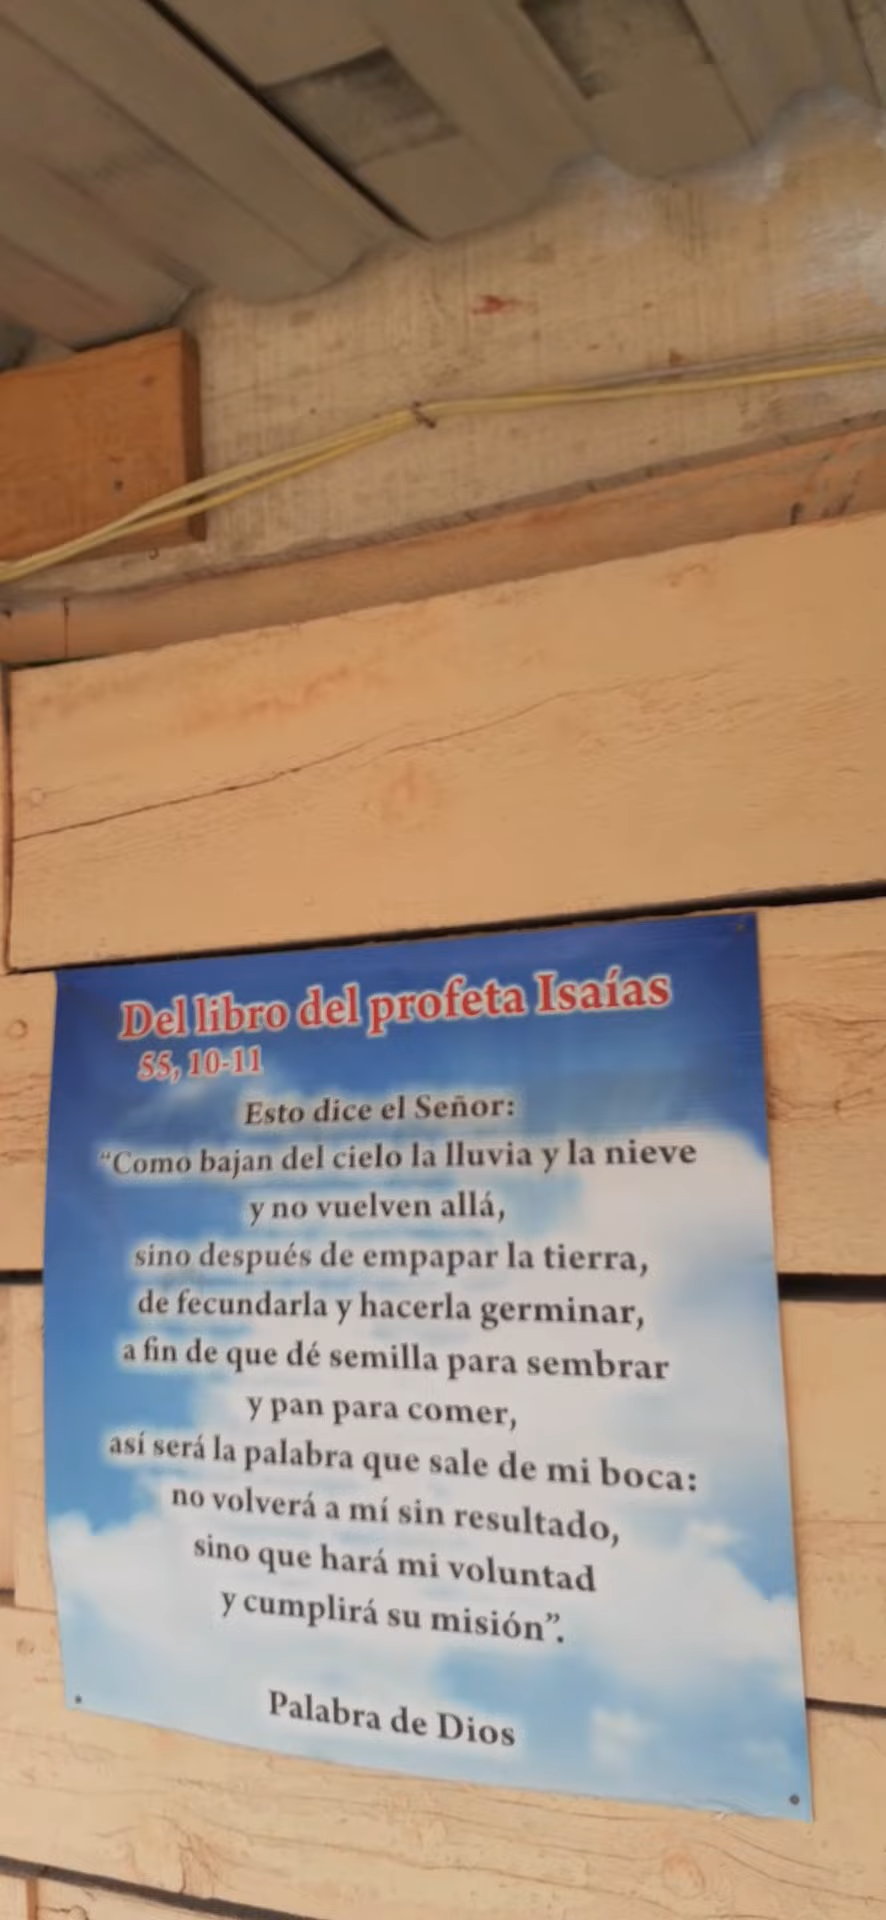 Del libro del profeta Isaías
55, 10-11
Esto dice el Señor:
“Como bajan del cielo la lluvia y la nieve
y no vuelven allá,
sino después de empapar la tierra,
de fecundarla y hacerla germinar,
a fin de que dé semilla para sembrar
y pan para comer,
así será la palabra que sale de mi boca:
no volverá a mí sin resultado,
sino que hará mi voluntad
y cumplirá su misión”.
Palabra de Dios